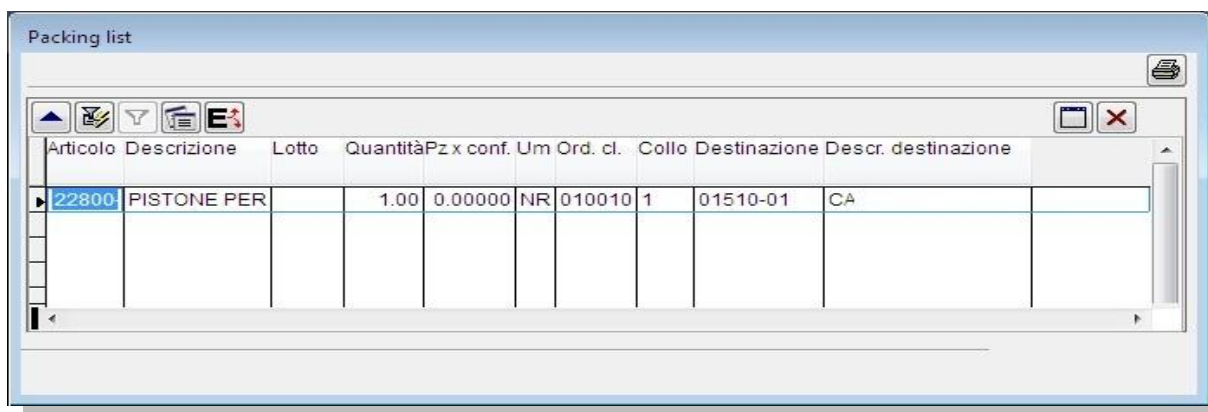 Packing list
E
Articolo Descrizione Lotto Quantità Pz x conf. Um Ord. cl. Collo Destinazione Descr. destinazione
22800- PISTONE PER 1.00 0.00000 NR 010010 1 01510-01 CA